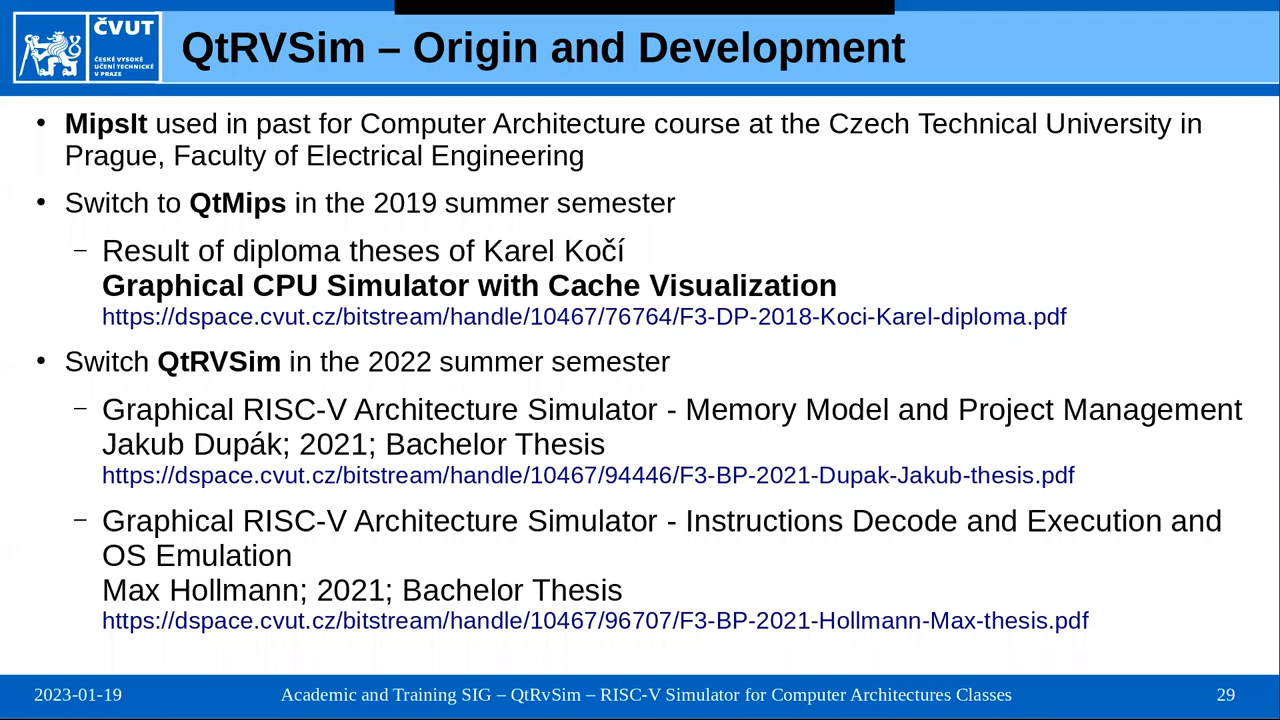 ČVUT
ČESKÉ VYSOKÉ
UČENÍ TECHNICKÉ
V PRAZE
QtRVSim – Origin and Development
• MipsIt used in past for Computer Architecture course at the Czech Technical University in
Prague, Faculty of Electrical Engineering
• Switch to QtMips in the 2019 summer semester
– Result of diploma theses of Karel Kočí
Graphical CPU Simulator with Cache Visualization
https://dspace.cvut.cz/bitstream/handle/10467/76764/F3-DP-2018-Koci-Karel-diploma.pdf
• Switch QtRVSim in the 2022 summer semester
– Graphical RISC-V Architecture Simulator - Memory Model and Project Management
Jakub Dupák; 2021; Bachelor Thesis
https://dspace.cvut.cz/bitstream/handle/10467/94446/F3-BP-2021-Dupak-Jakub-thesis.pdf
– Graphical RISC-V Architecture Simulator - Instructions Decode and Execution and
OS Emulation
Max Hollmann; 2021; Bachelor Thesis
https://dspace.cvut.cz/bitstream/handle/10467/96707/F3-BP-2021-Hollmann-Max-thesis.pdf
2023-01-19
Academic and Training SIG – QtRvSim – RISC-V Simulator for Computer Architectures Classes
29